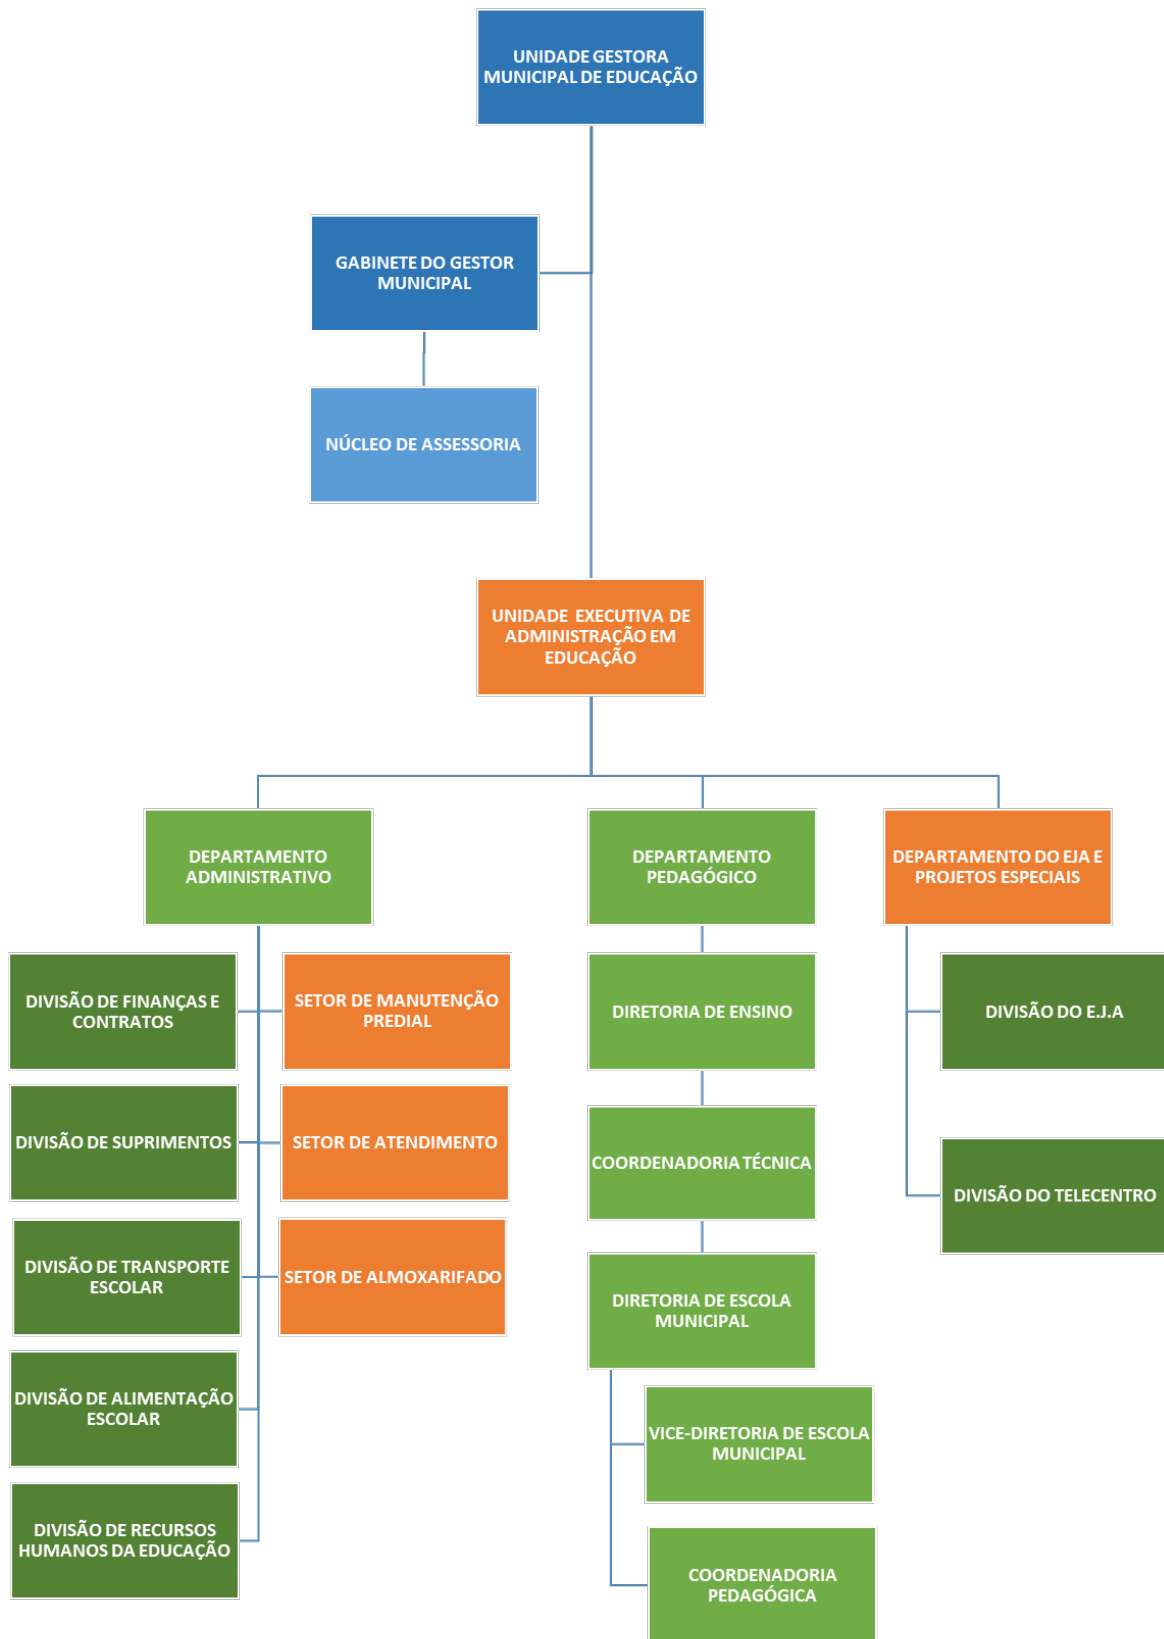 UNIDADE GESTORA
MUNICIPAL DE EDUCAÇÃO
GABINETE DO GESTOR
MUNICIPAL
NÚCLEO DE ASSESSORIA
UNIDADE EXECUTIVA DE
ADMINISTRAÇÃO EM
EDUCAÇÃO
DEPARTAMENTO
ADMINISTRATIVO
DEPARTAMENTO
PEDAGÓGICO
DEPARTAMENTO DO EJA E
PROJETOS ESPECIAIS
DIVISÃO DE FINANÇAS E
CONTRATOS
SETOR DE MANUTENÇÃO
PREDIAL
DIRETORIA DE ENSINO
DIVISÃO DO E.J.A
DIVISÃO DE SUPRIMENTOS
SETOR DE ATENDIMENTO
COORDENADORIA TÉCNICA
DIVISÃO DO TELECENTRO
DIVISÃO DE TRANSPORTE
ESCOLAR
SETOR DE ALMOXARIFADO
DIRETORIA DE ESCOLA
MUNICIPAL
DIVISÃO DE ALIMENTAÇÃO
ESCOLAR
VICE-DIRETORIA DE ESCOLA
MUNICIPAL
DIVISÃO DE RECURSOS
HUMANOS DA EDUCAÇÃO
COORDENADORIA
PEDAGÓGICA